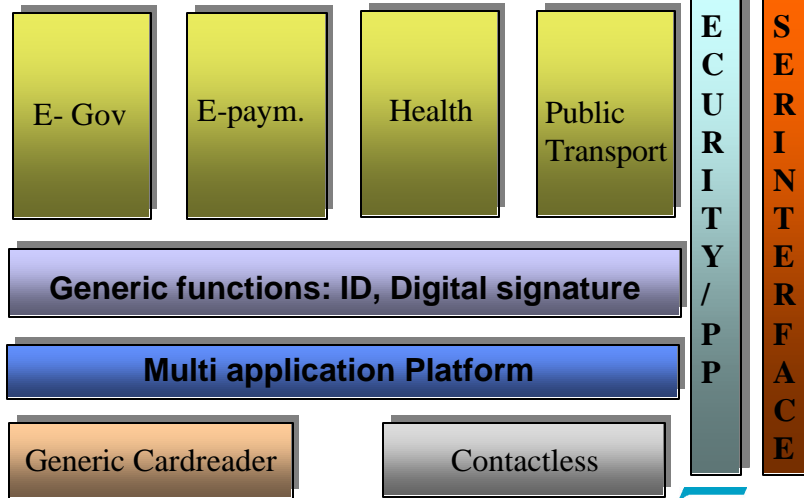 E- Gov
E-paym.
Health
Public
Transport
Generic functions: ID, Digital signature
Multi application Platform
Generic Cardreader
Contactless
E
C
U
R
I
T
Y
/
P
P
S
E
R
I
N
T
E
R
F
A
C
E